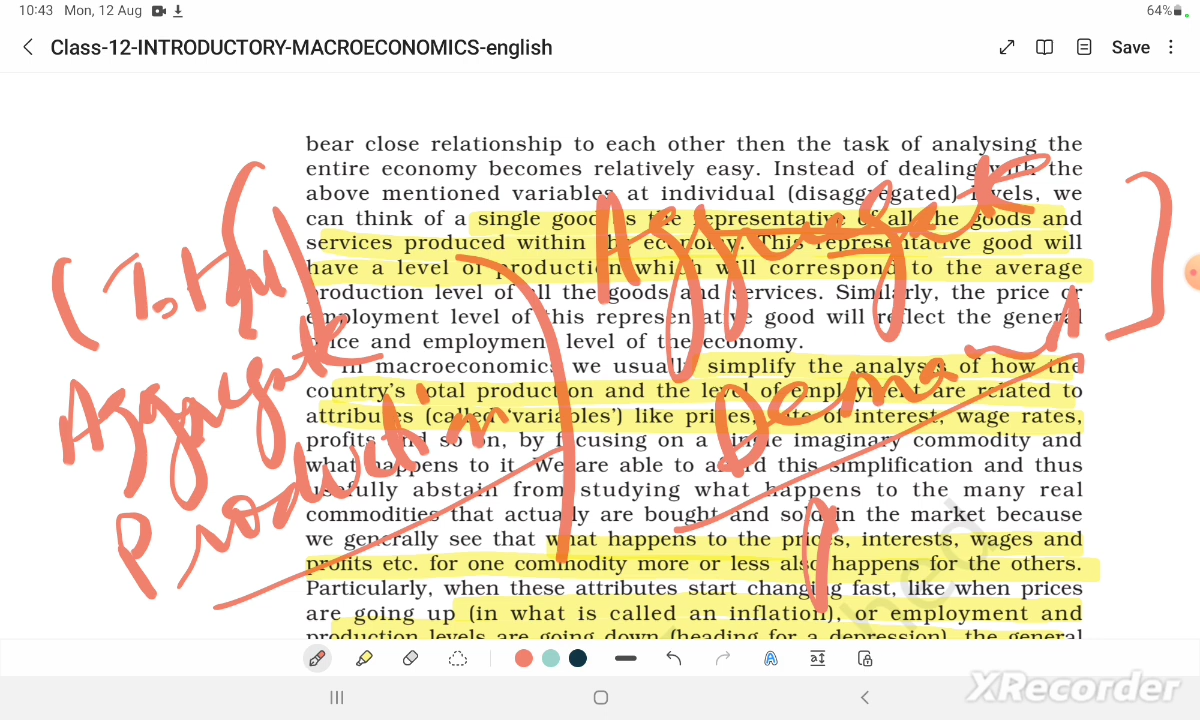 10:43 Mon, 12 Aug
64%
Class-12-INTRODUCTORY-MACROECONOMICS-english
Save
bear close relationship to each other then the task of analysing the
entire economy becomes relatively easy. Instead of dealing with the
above mentioned variables at individual (disaggregated) levels, we
can think of a single good as the representative of all the goods and
services produced within the economy. This representative good will
have a level of production which will correspond to the average
production level of all the goods and services. Similarly, the price or
employment level of this representative good will reflect the general
price and employment level of the economy.
In macroeconomics we usually simplify the analysis of how the
country's total production and the level of employment are related to
attributes (called 'variables') like prices, rate of interest, wage rates,
profits and so on, by focusing on a single imaginary commodity and
what happens to it. We are able to afford this simplification and thus
usefully abstain from studying what happens to the many real
commodities that actually are bought and sold in the market because
we generally see that what happens to the prices, interests, wages and
profits etc. for one commodity more or less also happens for the others.
Particularly, when these attributes start changing fast, like when prices
are going up (in what is called an inflation), or employment and
production levels are going down (heading for a depression), the general
Aggregate
Production
Aggregate
Demand
XRecorder